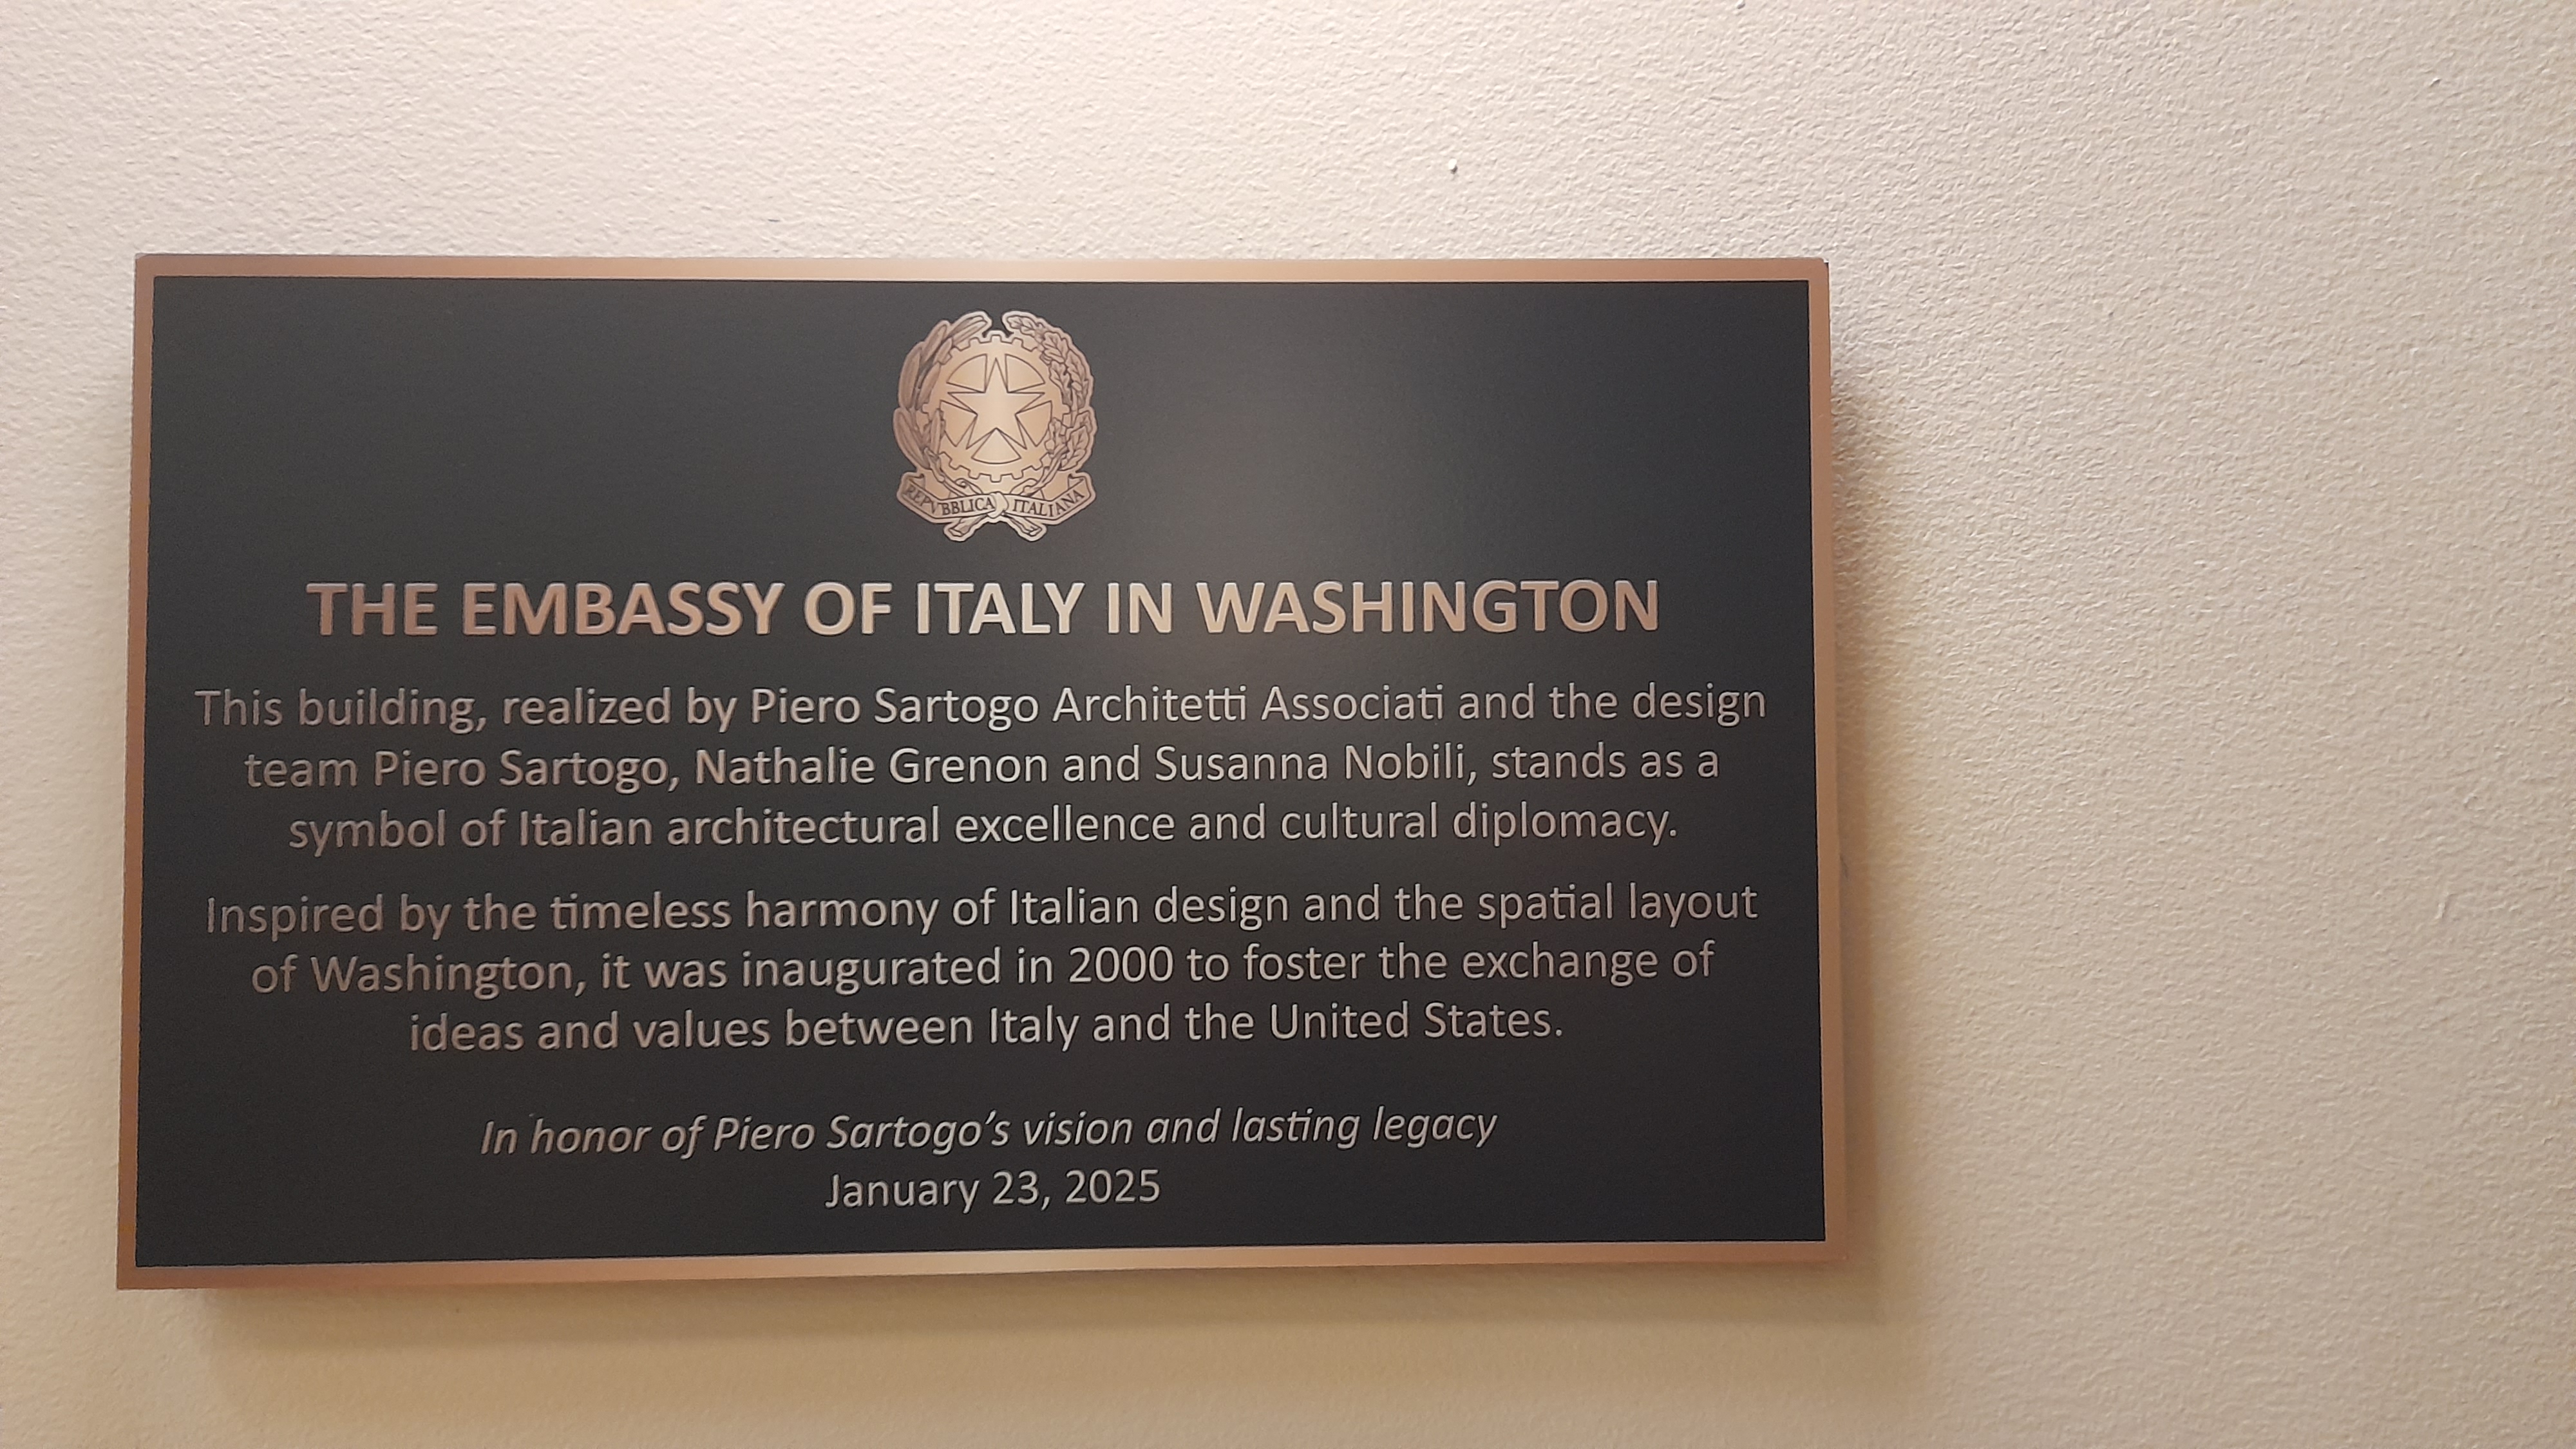 REPVBBLICA ITALIANA
THE EMBASSY OF ITALY IN WASHINGTON
This building, realized by Piero Sartogo Architetti Associati and the design
team Piero Sartogo, Nathalie Grenon and Susanna Nobili, stands as a
symbol of Italian architectural excellence and cultural diplomacy.
Inspired by the timeless harmony of Italian design and the spatial layout
of Washington, it was inaugurated in 2000 to foster the exchange of
ideas and values between Italy and the United States.
In honor of Piero Sartogo’s vision and lasting legacy
January 23, 2025